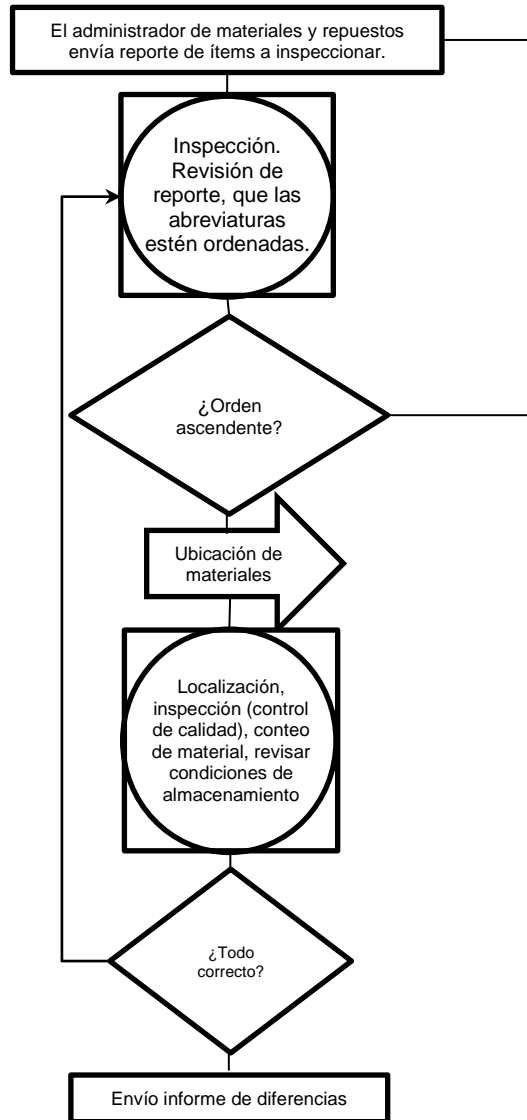 El administrador de materiales y repuestos
envía reporte de ítems a inspeccionar.
Inspección.
Revisión de
reporte, que las
abreviaturas
estén ordenadas.
¿Orden
ascendente?
Ubicación de
materiales
Localización,
inspección (control
de calidad), conteo
de material, revisar
condiciones de
almacenamiento
¿Todo
correcto?
Envío informe de diferencias